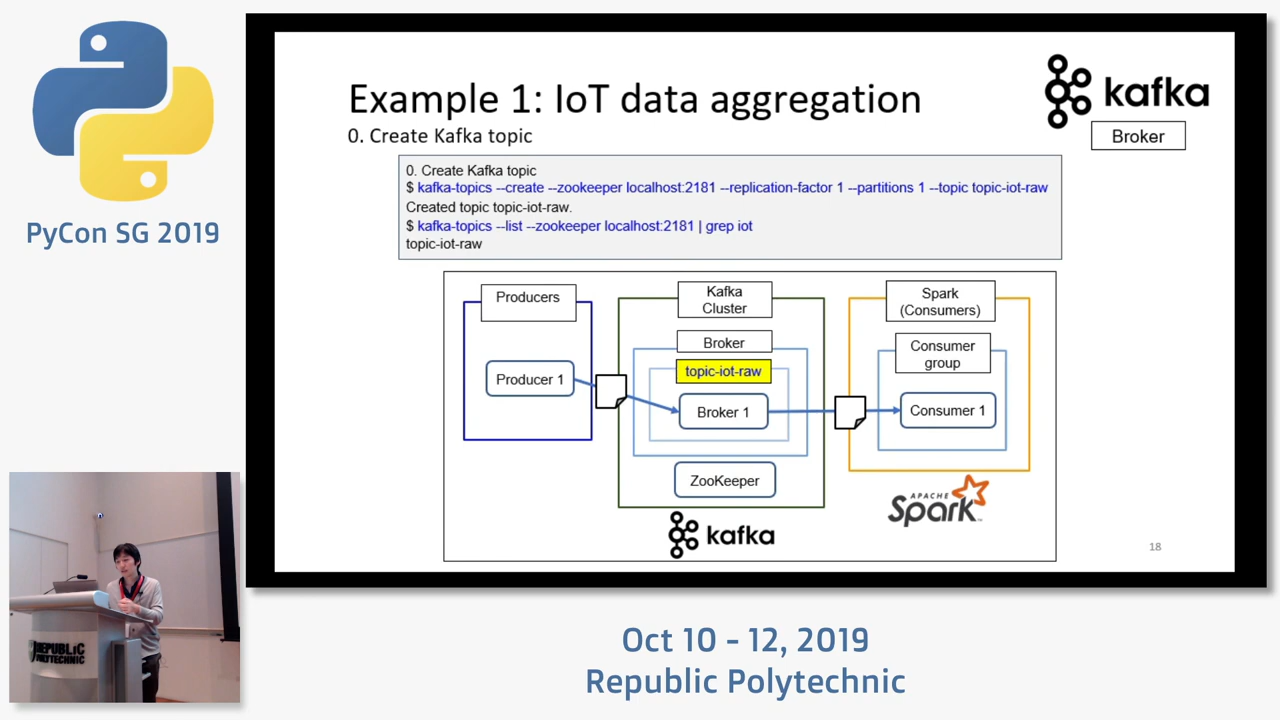 PyCon SG 2019
Example 1: IoT data aggregation
0. Create Kafka topic
kafka
Broker
0. Create Kafka topic
$ kafka-topics --create --zookeeper localhost:2181 --replication-factor 1 --partitions 1 --topic topic-iot-raw
Created topic topic-iot-raw.
$ kafka-topics --list --zookeeper localhost:2181 | grep iot
topic-iot-raw
Producers
Producer 1
Kafka
Cluster
Broker
topic-iot-raw
Broker 1
ZooKeeper
kafka
Spark
(Consumers)
Consumer
group
Consumer 1
APACHE
Spark
18
REPUBLIC
POLYTECHNIC
Oct 10 - 12, 2019
Republic Polytechnic